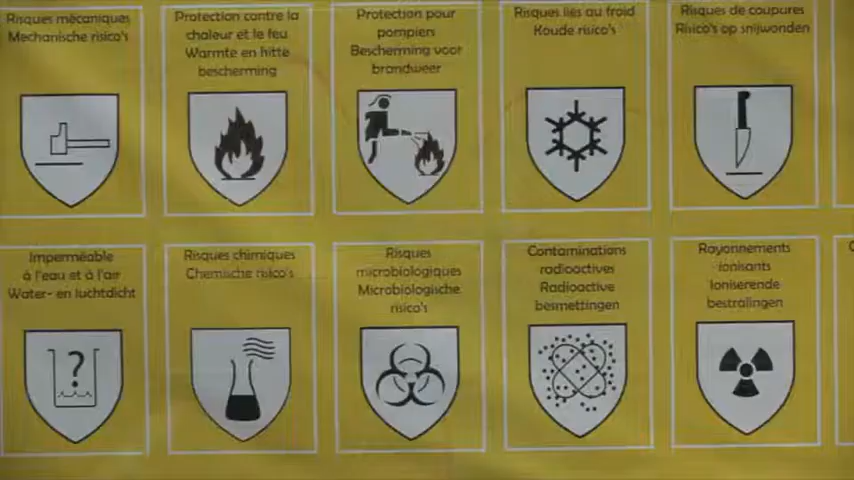 Risques mécaniques
Mechanische risico's
Protection contre la
chaleur et le feu
Warmte en hitte
bescherming
Protection pour
pompiers
Bescherming voor
brandweer
Risques liés au froid
Koude risico's
Risques de coupures
Risico's op snijwonden
Imperméable
à l'eau et à l'air
Water- en luchtdicht
Risques chimiques
Chemische risico's
Risques
microbiologiques
Microbiologische
risico's
Contaminations
radioactives
Radioactive
besmettingen
Rayonnements
ionisants
Ioniserende
bestralingen
?